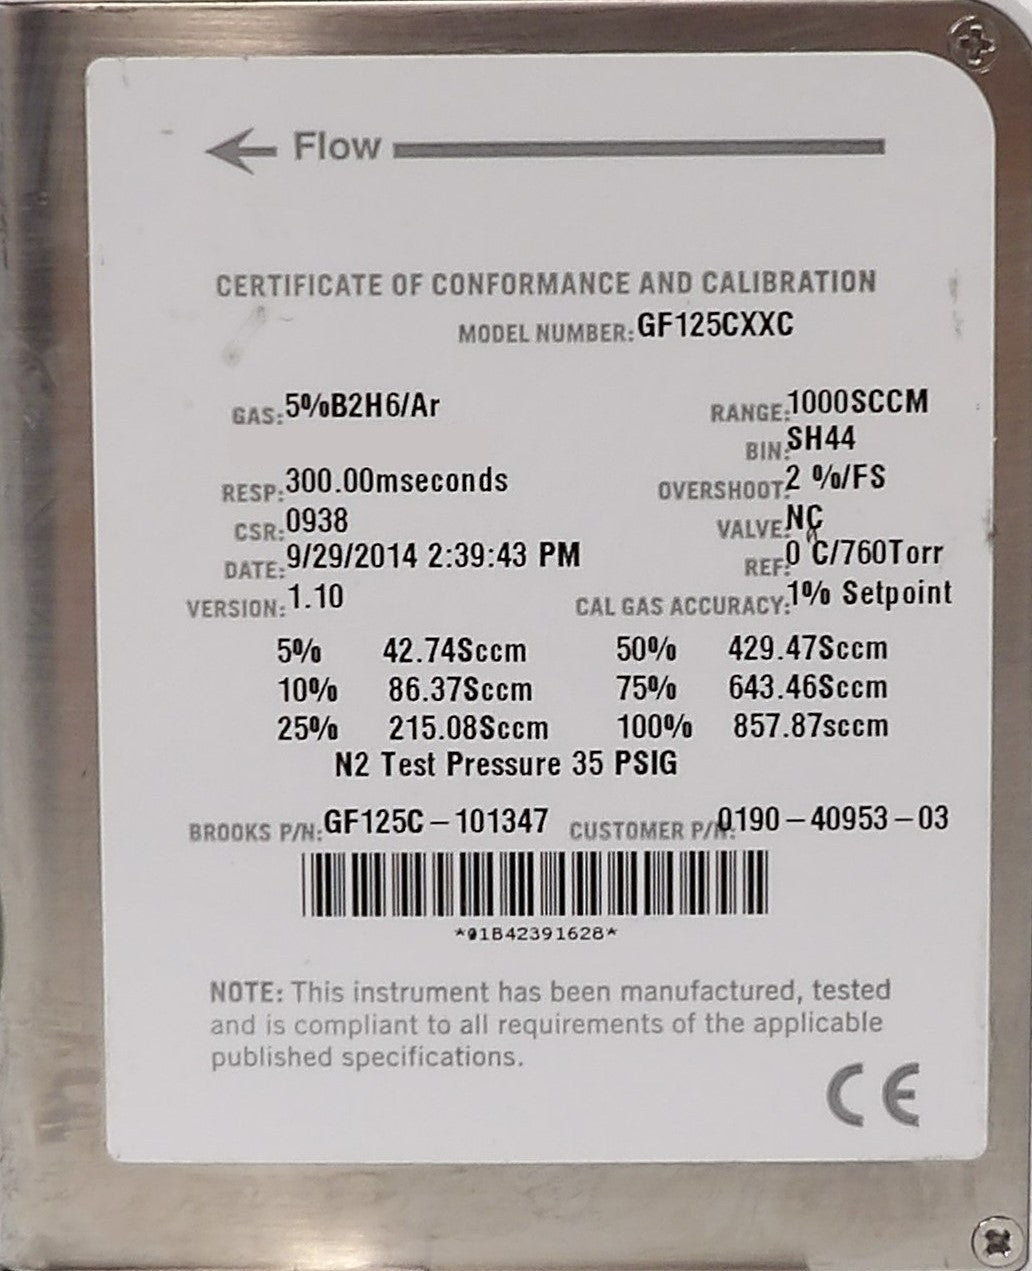 Flow
CERTIFICATE OF CONFORMANCE AND CALIBRATION
MODEL NUMBER: GF125CXXC
GAS: 5%B2H6/Ar RANGE: 1000SCCM
BIN: SH44
RESP: 300.00mseconds OVERSHOOT: 2 %/FS
CSR: 0938 VALVE: NC
DATE: 9/29/2014 2:39:43 PM REF: 0 C/760Torr
VERSION: 1.10 CAL GAS ACCURACY: 1% Setpoint
5% 42.74Sccm 50% 429.47Sccm
10% 86.37Sccm 75% 643.46Sccm
25% 215.08Sccm 100% 857.87sccm
N2 Test Pressure 35 PSIG
BROOKS P/N: GF125C-101347 CUSTOMER P/N: 0190-40953-03
*01B42391628*
NOTE: This instrument has been manufactured, tested
and is compliant to all requirements of the applicable
published specifications.
CE